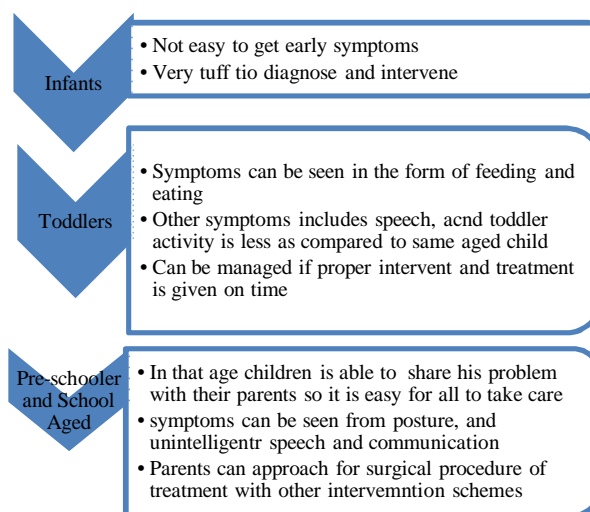 Infants
• Not easy to get early symptoms
• Very tuff tio diagnose and intervene
Toddlers
• Symptoms can be seen in the form of feeding and
eating
• Other symptoms includes speech, acnd toddler
activity is less as compared to same aged child
• Can be managed if proper intervent and treatment
is given on time
Pre-schooler
and School
Aged
• In that age children is able to share his problem
with their parents so it is easy for all to take care
• symptoms can be seen from posture, and
unintelligentr speech and communication
• Parents can approach for surgical procedure of
treatment with other intervemntion schemes